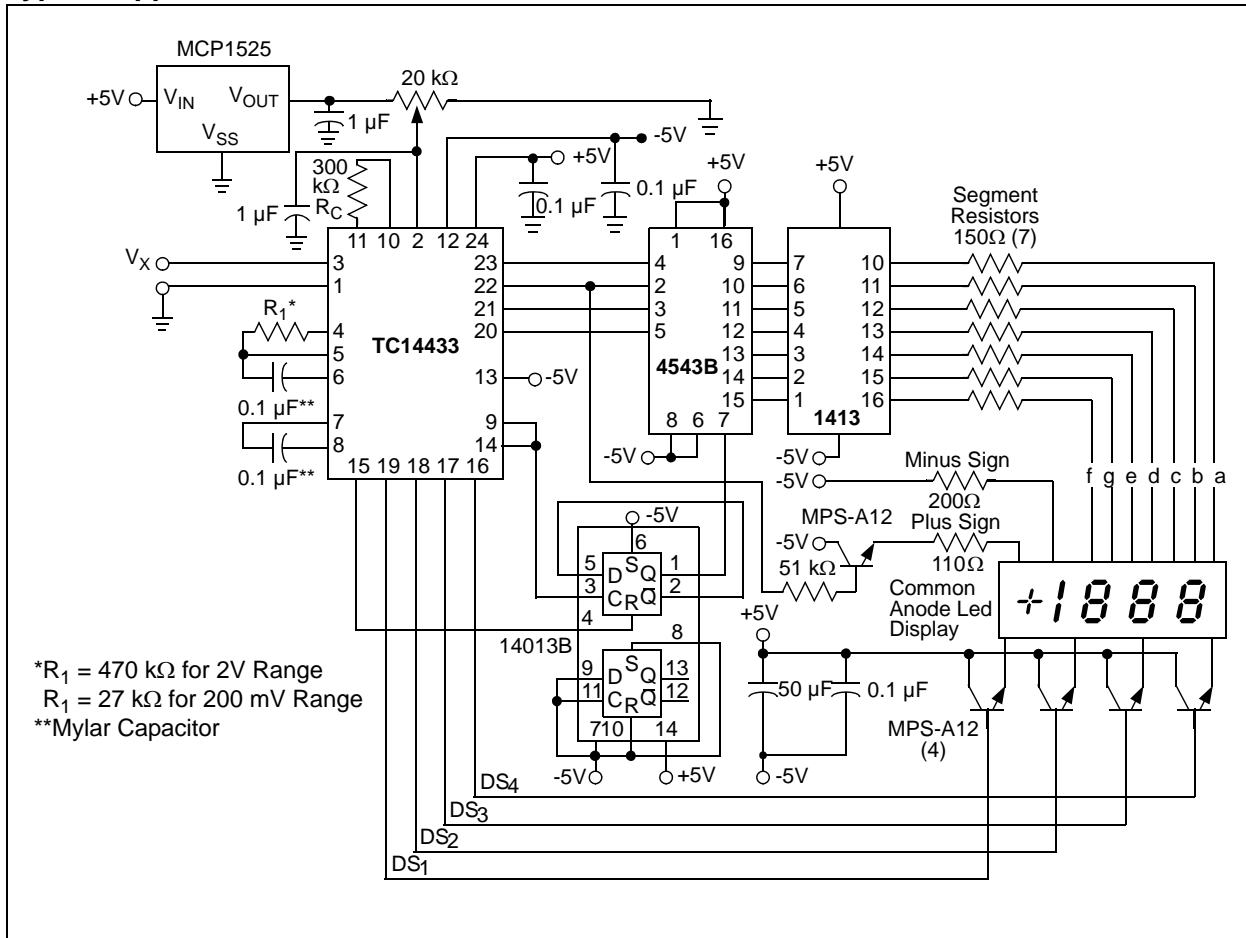 MCP1525
+5V
VIN
VOUT
VSS
1 µF
20 kΩ
-5V
+5V
0.1 µF
0.1 µF
300
kΩ
RC
1 µF
11 10 2 12 24
VX
3
1
R1*
4
5
6
0.1 µF**
7
8
0.1 µF**
TC14433
23
22
21
20
13
-5V
9
14
15 19 18 17 16
+5V
1 16
4
2
3
5
9
10
11
12
13
14
15
4543B
8 6 7
-5V
+5V
7
6
5
4
3
2
1
10
11
12
13
14
15
16
1413
-5V
Segment
Resistors
150Ω (7)
f g e d c b a
Minus Sign
-5V
200Ω
MPS-A12
Plus Sign
-5V
110Ω
51 kΩ
Common
Anode Led
Display
+1888
-5V
6
5 D S Q 1
3 C R Q 2
4
14013B
8
9 D S Q 13
11 C R Q 12
7 10 14
-5V
+5V
+5V
50 µF
0.1 µF
-5V
MPS-A12
(4)
*R1 = 470 kΩ for 2V Range
R1 = 27 kΩ for 200 mV Range
**Mylar Capacitor
DS4
DS3
DS2
DS1